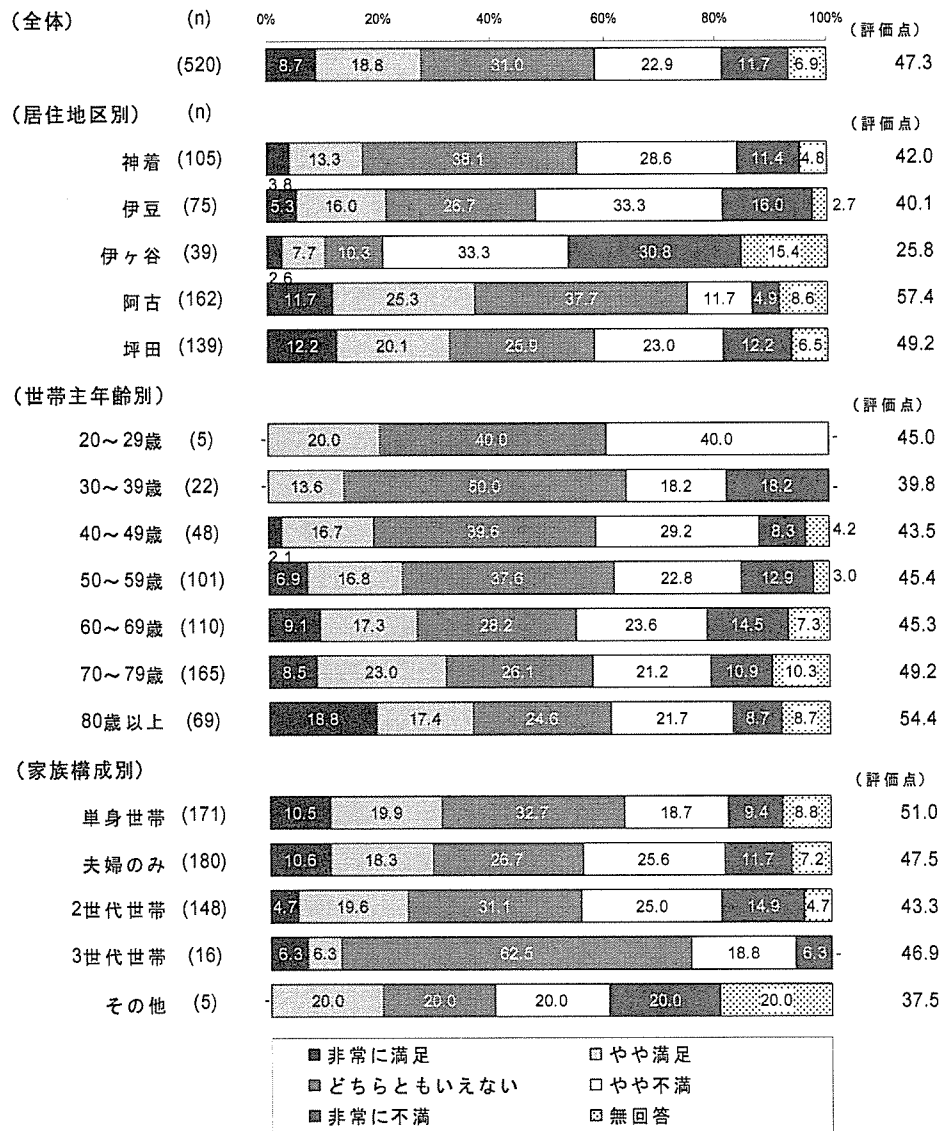 (全体) (n) 0% 20% 40% 60% 80% 100% (評価点)
(520) 8.7 18.8 31.0 22.9 11.7 6.9 47.3
(居住地区別) (n) (評価点)
神着 (105) 3.8 13.3 38.1 28.6 11.4 4.8 42.0
伊豆 (75) 5.3 16.0 26.7 33.3 16.0 2.7 40.1
伊ヶ谷 (39) 2.6 7.7 10.3 33.3 30.8 15.4 25.8
阿古 (162) 11.7 25.3 37.7 11.7 4.9 8.6 57.4
坪田 (139) 12.2 20.1 25.9 23.0 12.2 6.5 49.2
(世帯主年齢別) (評価点)
20～29歳 (5) - 20.0 40.0 40.0 45.0
30～39歳 (22) - 13.6 50.0 18.2 18.2 39.8
40～49歳 (48) 2.1 16.7 39.6 29.2 8.3 4.2 43.5
50～59歳 (101) 6.9 16.8 37.6 22.8 12.9 3.0 45.4
60～69歳 (110) 9.1 17.3 28.2 23.6 14.5 7.3 45.3
70～79歳 (165) 8.5 23.0 26.1 21.2 10.9 10.3 49.2
80歳以上 (69) 18.8 17.4 24.6 21.7 8.7 8.7 54.4
(家族構成別) (評価点)
単身世帯 (171) 10.5 19.9 32.7 18.7 9.4 8.8 51.0
夫婦のみ (180) 10.6 18.3 26.7 25.6 11.7 7.2 47.5
2世代世帯 (148) 4.7 19.6 31.1 25.0 14.9 4.7 43.3
3世代世帯 (16) 6.3 6.3 62.5 18.8 6.3 - 46.9
その他 (5) - 20.0 20.0 20.0 20.0 20.0 37.5
■非常に満足 □やや満足
■どちらともいえない □やや不満
■非常に不満 □無回答